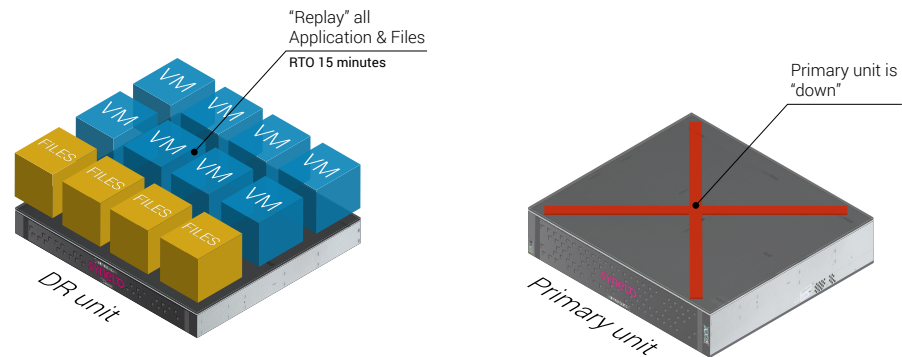 “Replay” all
Application & Files
RTO 15 minutes
Primary unit is
“down”
VM
VM
VM
VM
VM
VM
VM
VM
FILES
FILES
FILES
FILES
DR unit
Primary unit